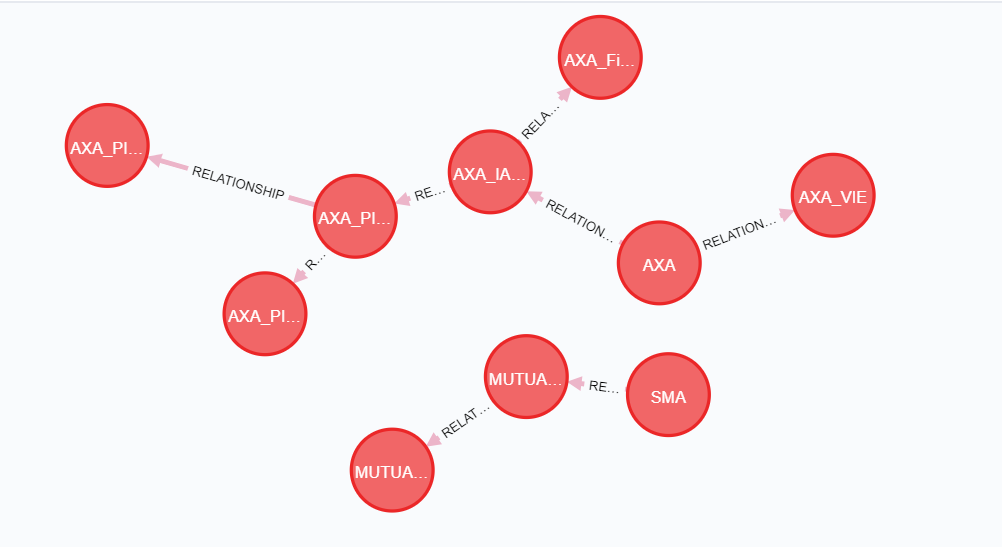 AXA_Fi...
RELA...
AXA_PI...
RELATIONSHIP
AXA_IA...
RE...
AXA_PI...
RELATION...
AXA_VIE
RELATION...
AXA
R...
AXA_PI...
MUTUA...
RE...
SMA
RELAT...
MUTUA...